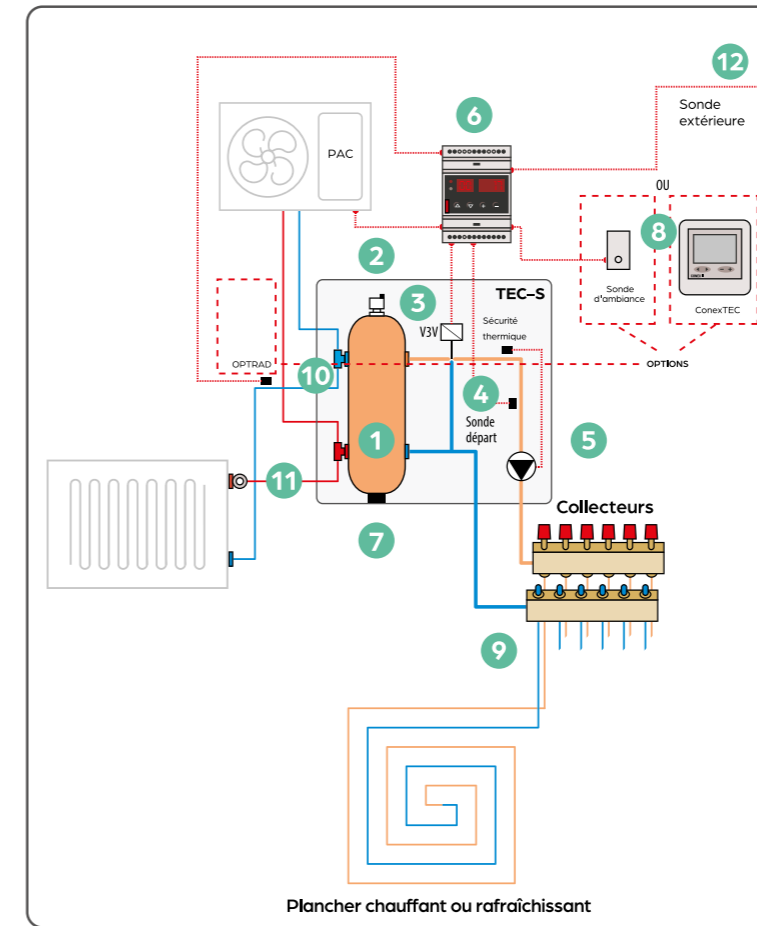 12
6
Sonde
extérieure
PAC
OU
8
2
TEC-S
3
V3V
Sécurité
thermique
Sonde
d'ambiance
ConexTEC
OPTRAD
10
OPTIONS
4
Sonde
départ
1
5
11
Collecteurs
7
9
Plancher chauffant ou rafraîchissant